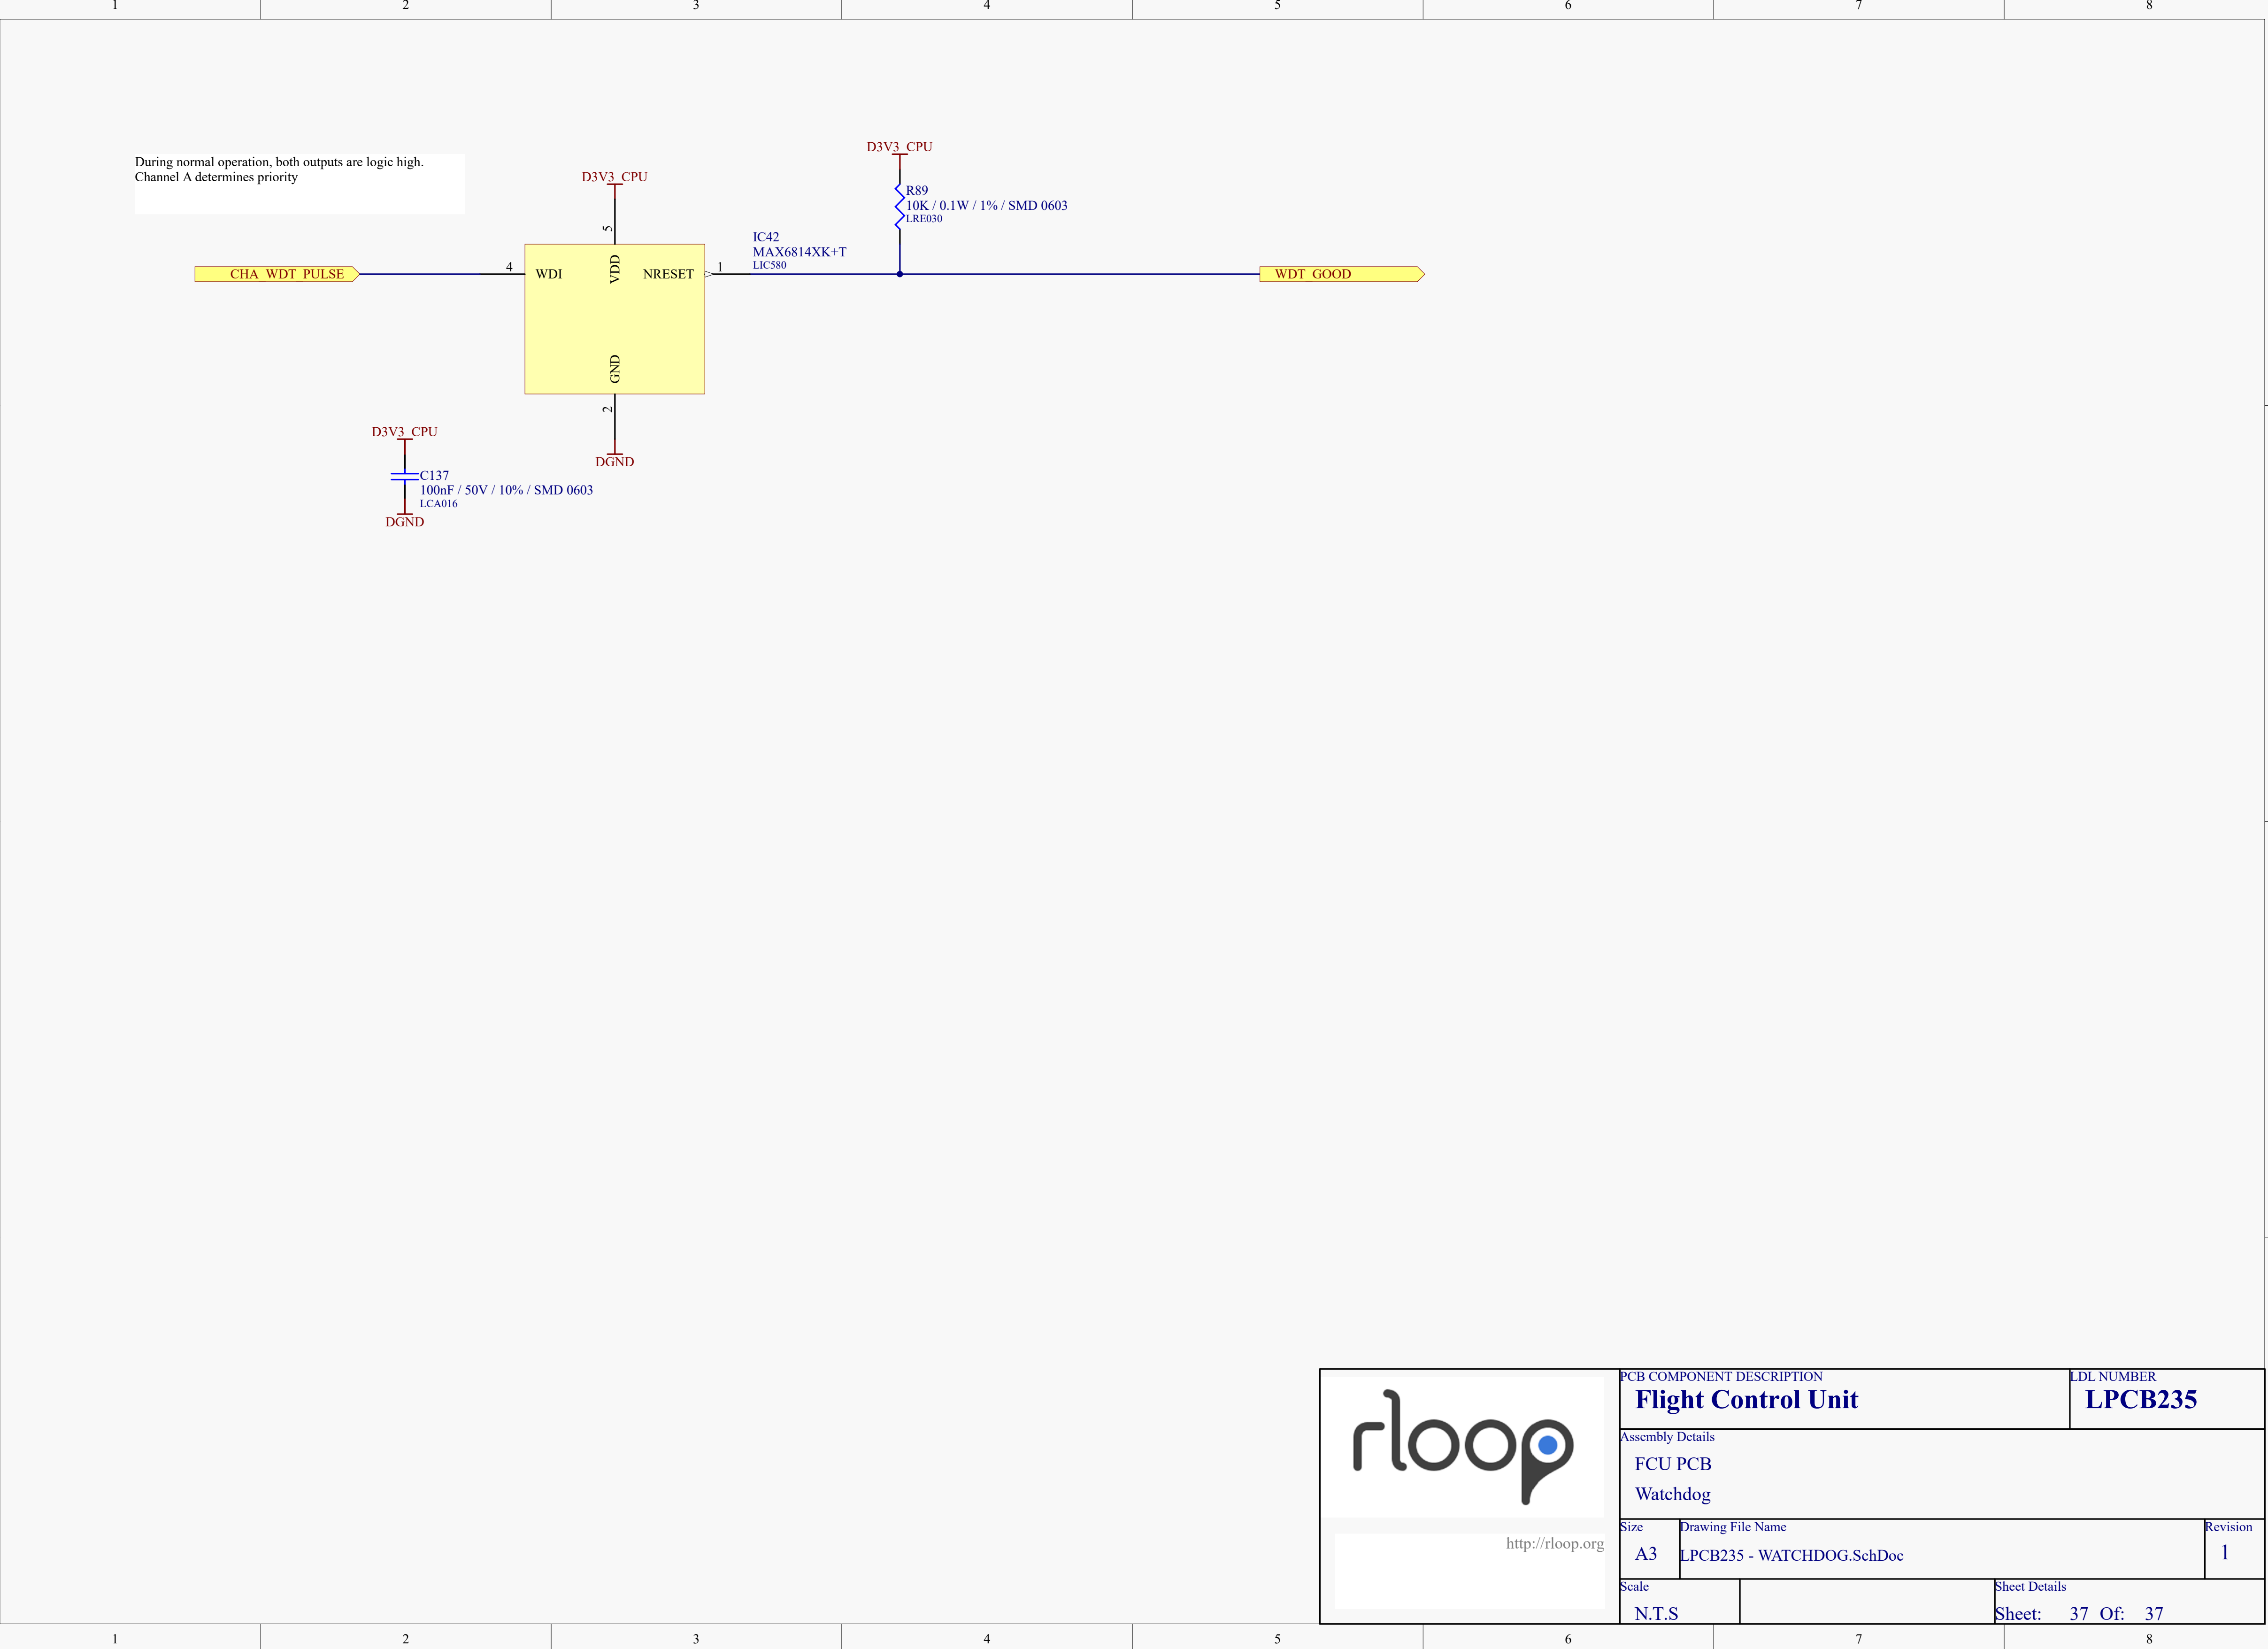 1 2 3 4 5 6 7 8
During normal operation, both outputs are logic high.
Channel A determines priority
D3V3_CPU
R89
10K / 0.1W / 1% / SMD 0603
LRE030
D3V3_CPU
5
IC42
MAX6814XK+T
LIC580
CHA_WDT_PULSE
4
WDI
VDD
NRESET
1
WDT_GOOD
GND
2
DGND
D3V3_CPU
C137
100nF / 50V / 10% / SMD 0603
LCA016
DGND
rloop
http://rloop.org
PCB COMPONENT DESCRIPTION
Flight Control Unit
LDL NUMBER
LPCB235
Assembly Details
FCU PCB
Watchdog
Size
A3
Drawing File Name
LPCB235 - WATCHDOG.SchDoc
Revision
1
Scale
N.T.S
Sheet Details
Sheet: 37 Of: 37
1 2 3 4 5 6 7 8